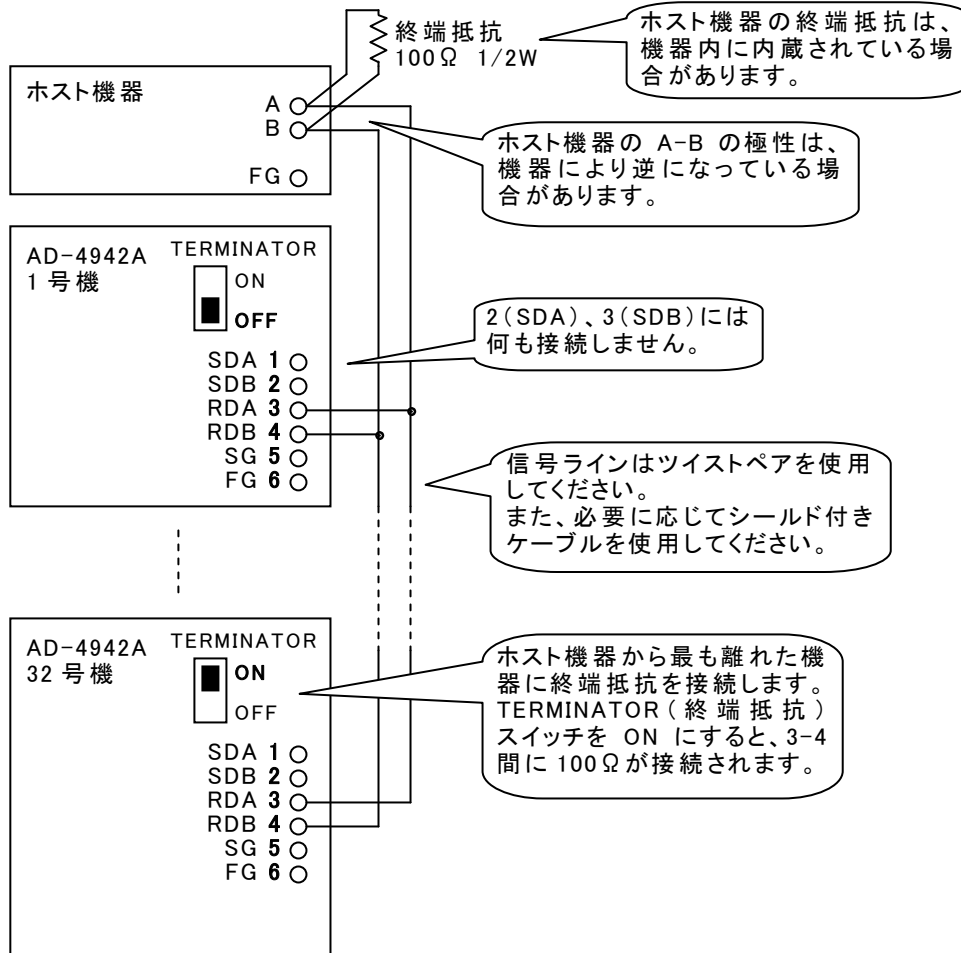 終端抵抗
100Ω 1/2W
ホスト機器の終端抵抗は、
機器内に内蔵されている場
合があります。
ホスト機器
A
B
FG
ホスト機器の A-B の極性は、
機器により逆になっている場
合があります。
AD-4942A
1号機
TERMINATOR
ON
OFF
2(SDA)、3(SDB)には
何も接続しません。
SDA 1
SDB 2
RDA 3
RDB 4
SG 5
FG 6
信号ラインはツイストペアを使用
してください。
また、必要に応じてシールド付き
ケーブルを使用してください。
AD-4942A
32号機
TERMINATOR
ON
OFF
ホスト機器から最も離れた機
器に終端抵抗を接続します。
TERMINATOR(終端抵抗)
スイッチを ON にすると、3-4
間に100Ωが接続されます。
SDA 1
SDB 2
RDA 3
RDB 4
SG 5
FG 6